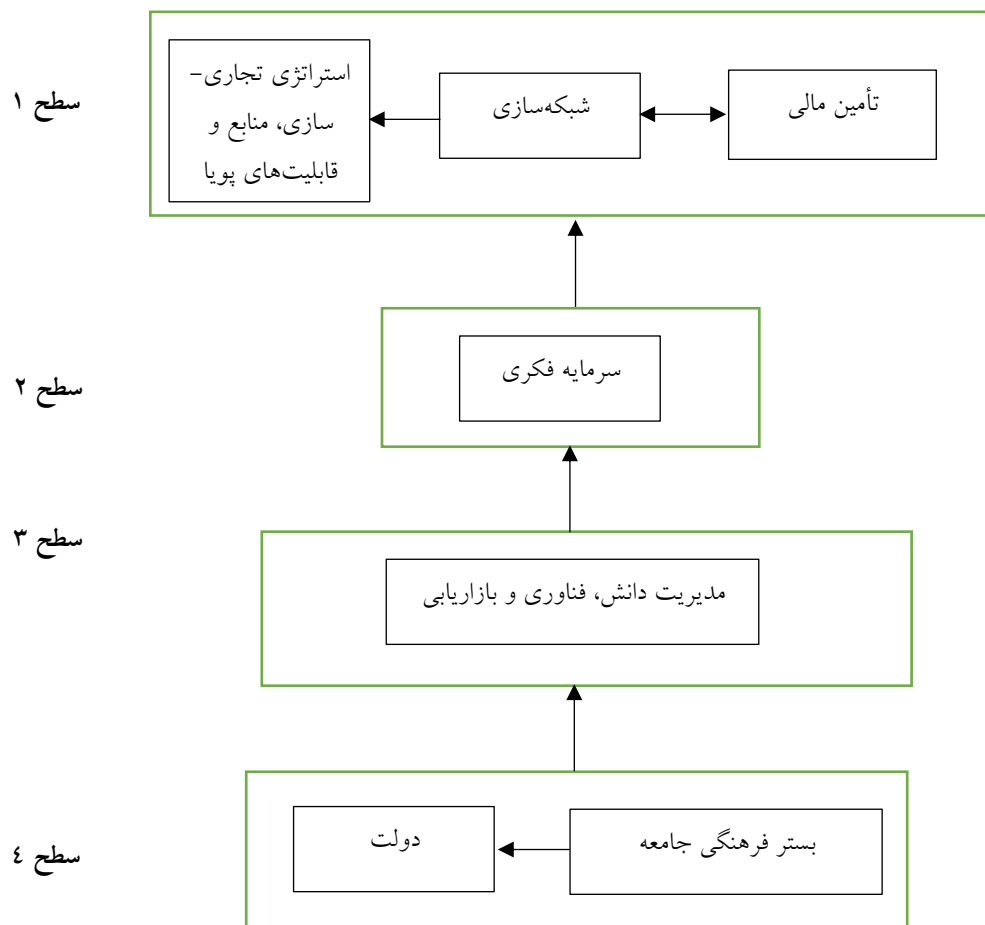 سطح ۱
تأمین مالی
شبکه‌سازی
استراتژی تجاری-
سازی، منابع و
قابلیت‌های پویا
سطح ۲
سرمایه فکری
سطح ۳
مدیریت دانش، فناوری و بازاریابی
سطح ٤
بستر فرهنگی جامعه
دولت